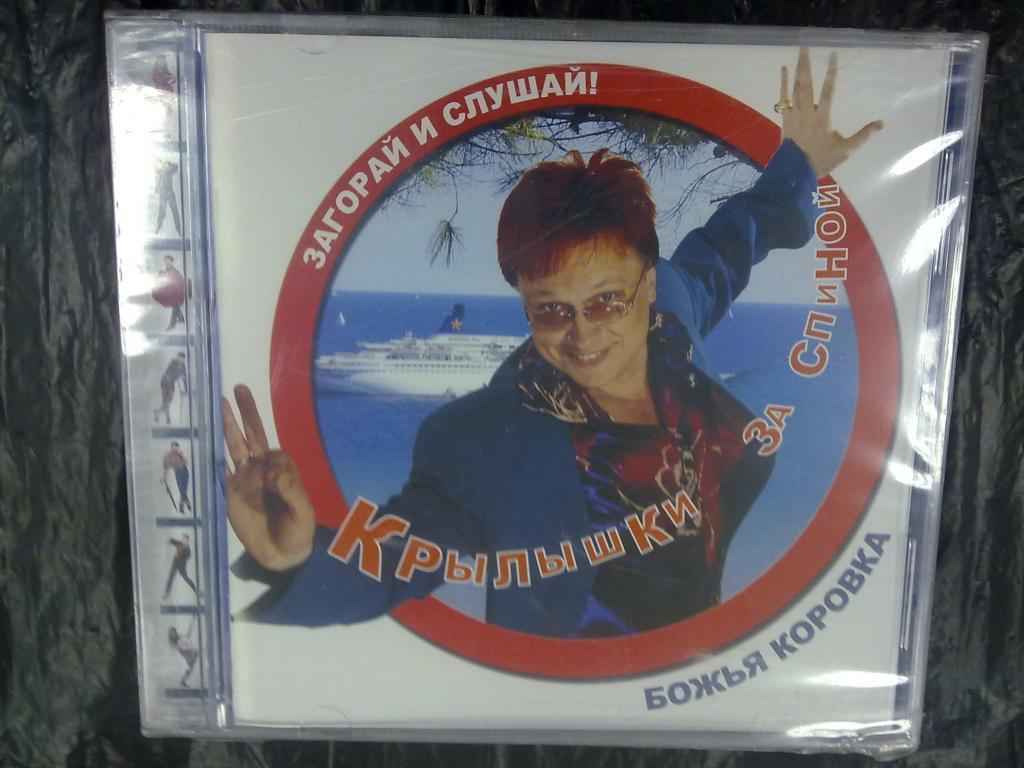 ЗАГОРАЙ И СЛУШАЙ!
КРЫЛЫШКИ ЗА СПИНОЙ
БОЖЬЯ КОРОВКА